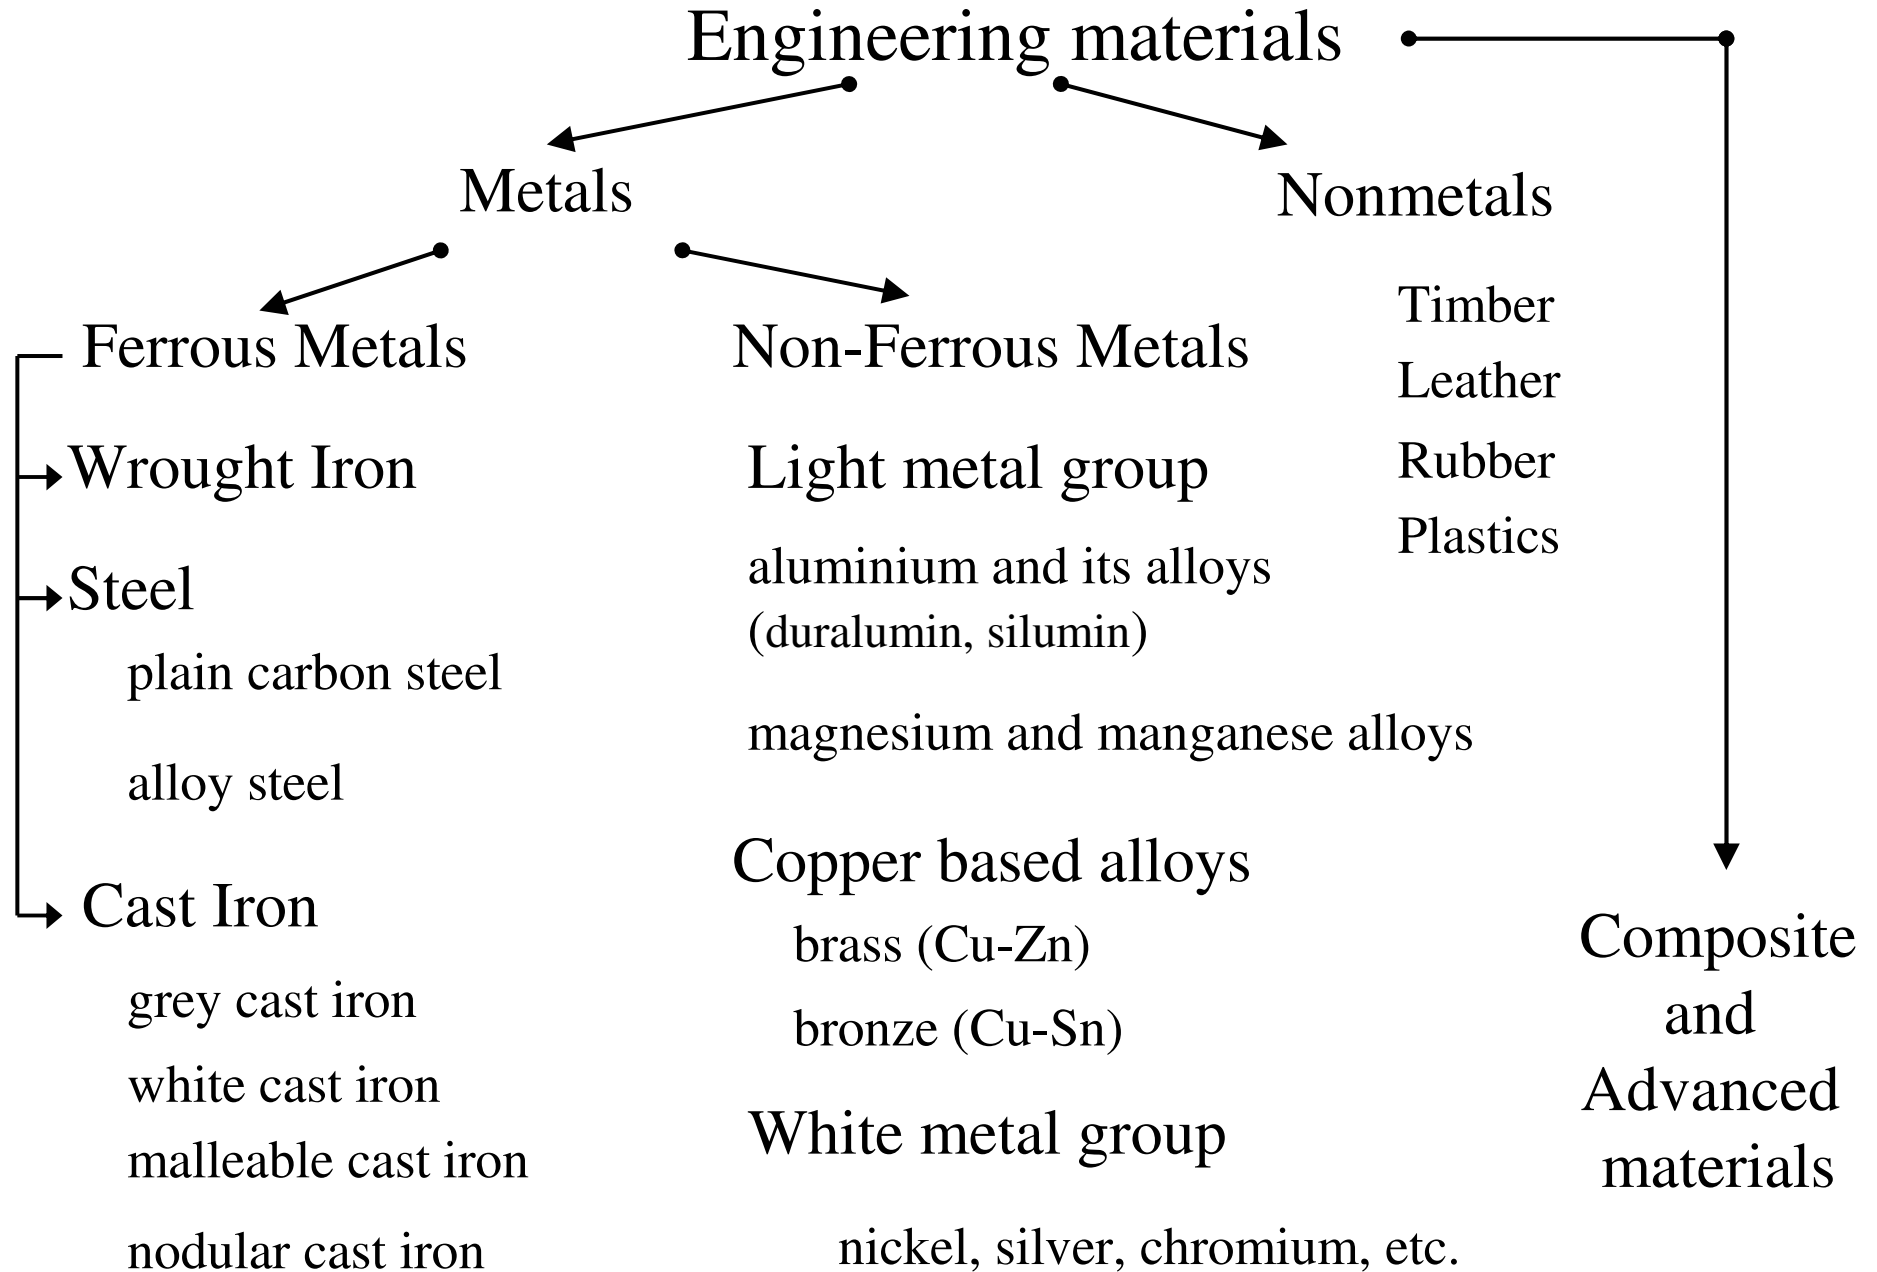 Engineering materials
Metals
Nonmetals
Ferrous Metals
Wrought Iron
Steel
plain carbon steel
alloy steel
Cast Iron
grey cast iron
white cast iron
malleable cast iron
nodular cast iron
Non-Ferrous Metals
Light metal group
aluminium and its alloys
(duralumin, silumin)
magnesium and manganese alloys
Copper based alloys
brass (Cu-Zn)
bronze (Cu-Sn)
White metal group
nickel, silver, chromium, etc.
Timber
Leather
Rubber
Plastics
Composite
and
Advanced
materials